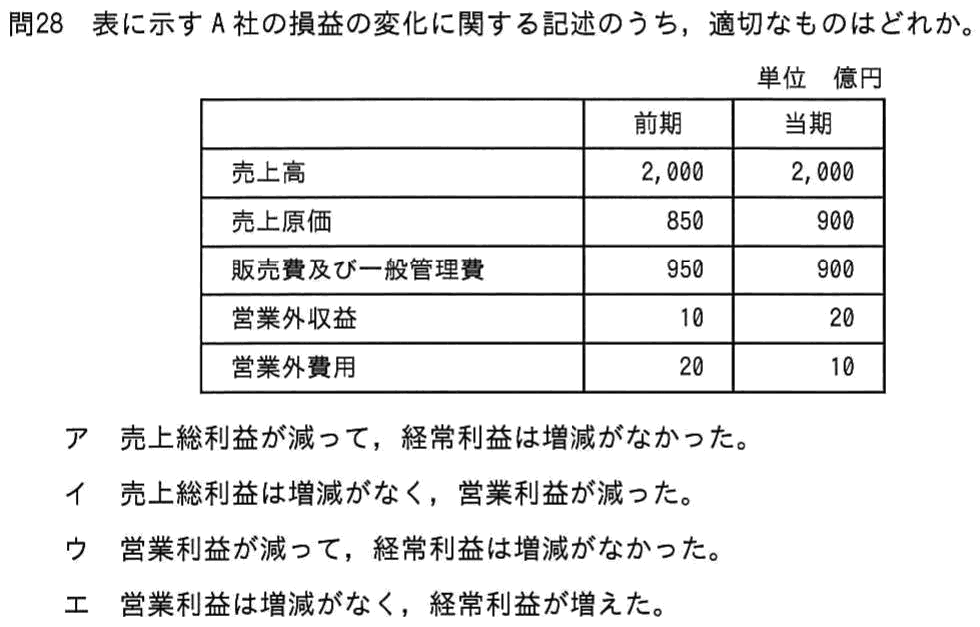 問28 表に示すA社の損益の変化に関する記述のうち，適切なものはどれか。
単位 億円
前期 当期
売上高 2,000 2,000
売上原価 850 900
販売費及び一般管理費 950 900
営業外収益 10 20
営業外費用 20 10
ア 売上総利益が減って，経常利益は増減がなかった。
イ 売上総利益は増減がなく，営業利益が減った。
ウ 営業利益が減って，経常利益は増減がなかった。
エ 営業利益は増減がなく，経常利益が増えた。